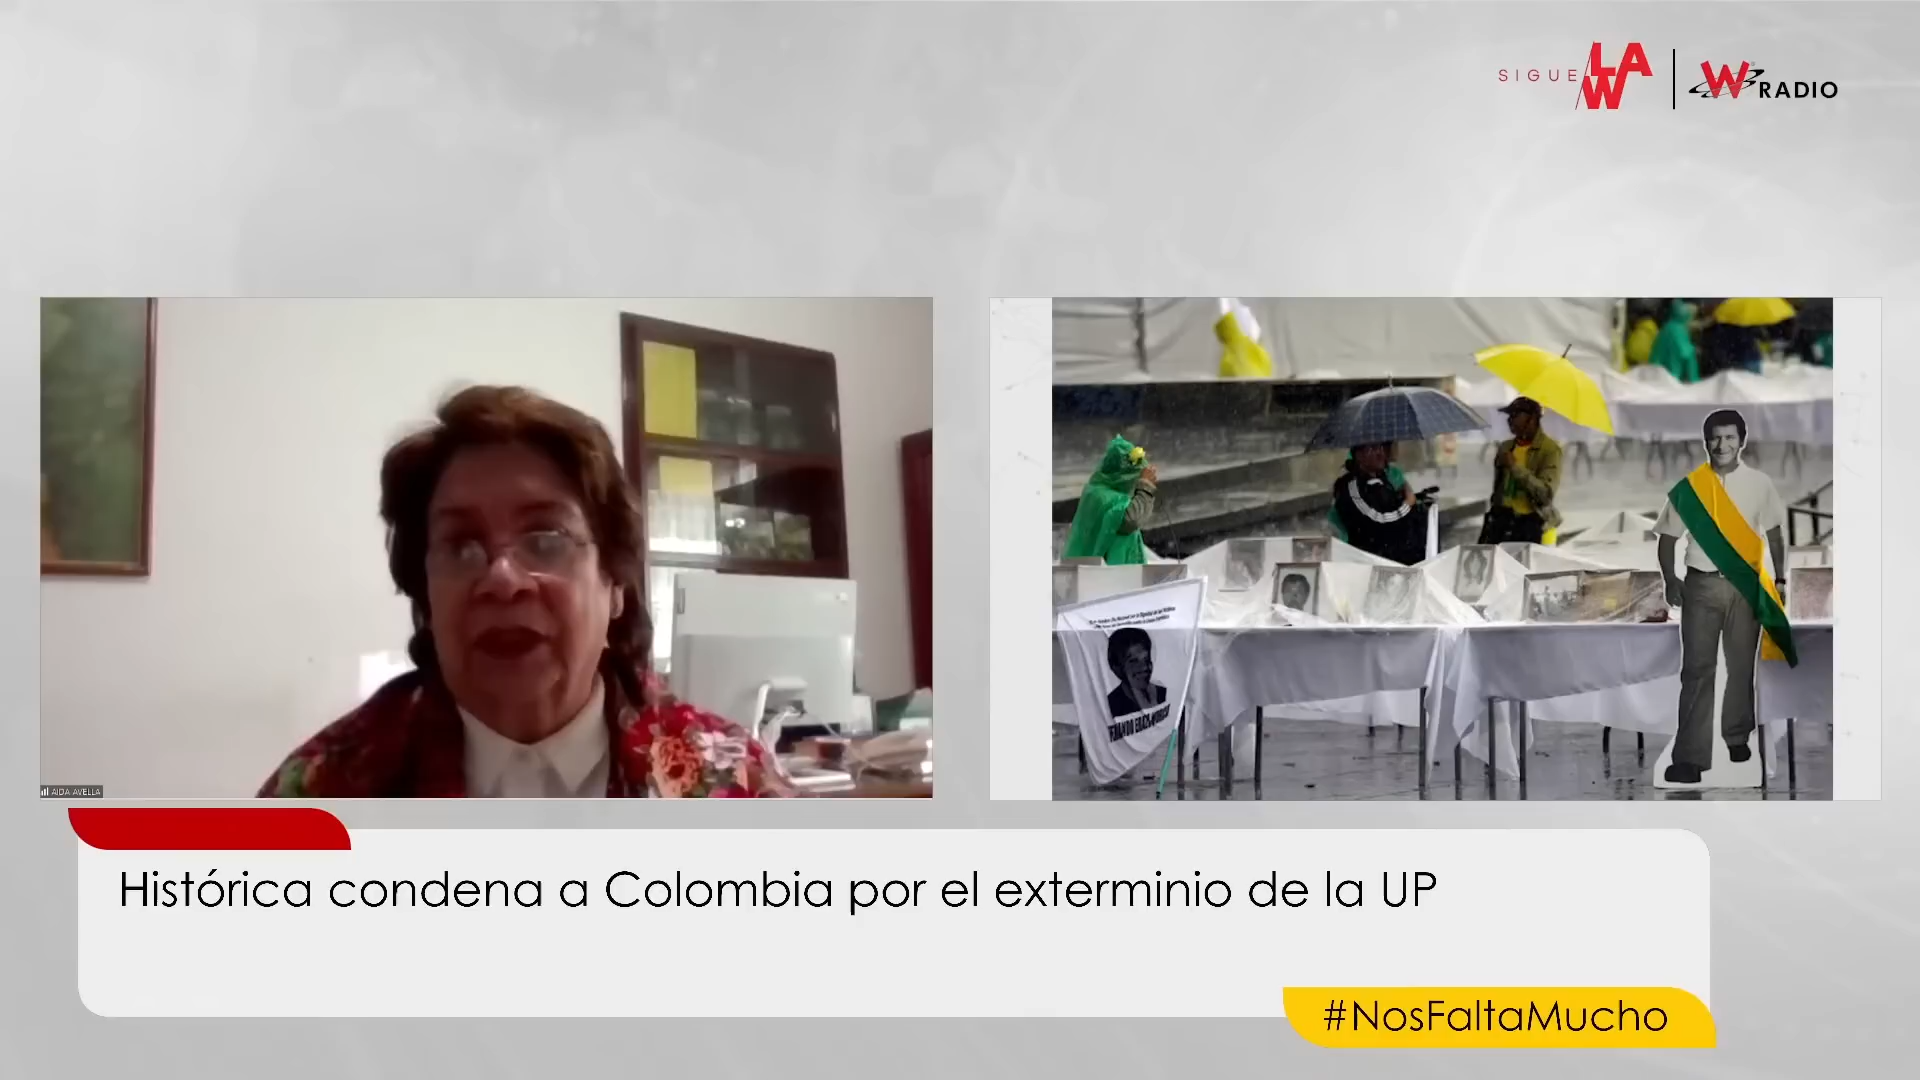 SIGUE LA W
W RADIO
AIDA AVELLA
Histórica condena a Colombia por el exterminio de la UP
#NosFaltaMucho